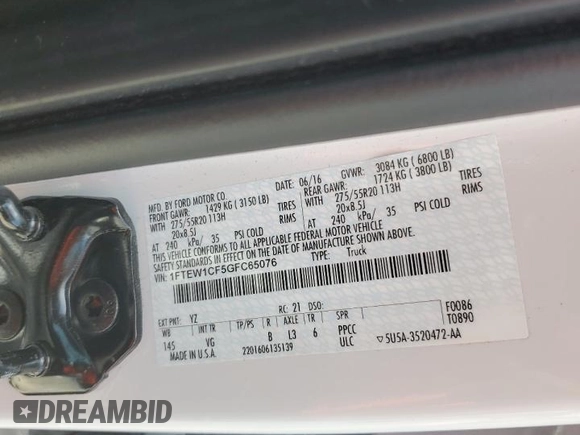 MFD. BY FORD MOTOR CO.
DATE: 06/16 GVWR: 3084 KG ( 6800 LB)
FRONT GAWR: 1429 KG ( 3150 LB) REAR GAWR: 1724 KG ( 3800 LB)
WITH 275/55R20 113H TIRES WITH 275/55R20 113H TIRES
20x8.5J RIMS 20x8.5J RIMS
AT 240 kPa/ 35 PSI COLD AT 240 kPa/ 35 PSI COLD
THIS VEHICLE CONFORMS TO ALL APPLICABLE FEDERAL MOTOR VEHICLE
SAFETY STANDARDS IN EFFECT ON THE DATE OF MANUFACTURE SHOWN ABOVE.
VIN: 1FTEW1CF5GFC65076 TYPE: Truck
EXT PNT: YZ RC: 21 DSO: F0086
WB INT TR TP/PS R AXLE TR SPR T0890
145 VG B L3 6 PPCC
MADE IN U.S.A. 2201606135139 ULC ▽5U5A-3520472-AA
DREAMBID